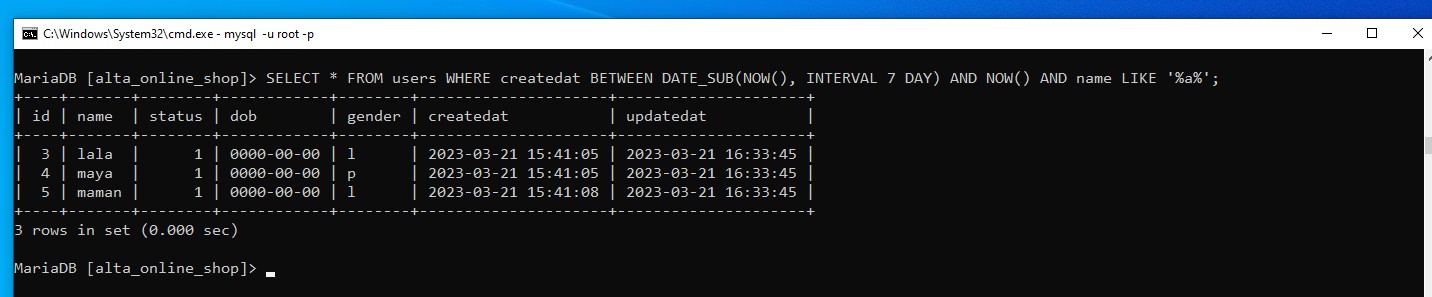 C:\Windows\System32\cmd.exe - mysql -u root -p
MariaDB [alta_online_shop]> SELECT * FROM users WHERE createdat BETWEEN DATE_SUB(NOW(), INTERVAL 7 DAY) AND NOW() AND name LIKE '%a%';
+----+-------+--------+------------+--------+---------------------+---------------------+
| id | name  | status | dob        | gender | createdat           | updatedat           |
+----+-------+--------+------------+--------+---------------------+---------------------+
|  3 | lala  |      1 | 0000-00-00 | l      | 2023-03-21 15:41:05 | 2023-03-21 16:33:45 |
|  4 | maya  |      1 | 0000-00-00 | p      | 2023-03-21 15:41:05 | 2023-03-21 16:33:45 |
|  5 | maman |      1 | 0000-00-00 | l      | 2023-03-21 15:41:08 | 2023-03-21 16:33:45 |
+----+-------+--------+------------+--------+---------------------+---------------------+
3 rows in set (0.000 sec)
MariaDB [alta_online_shop]>